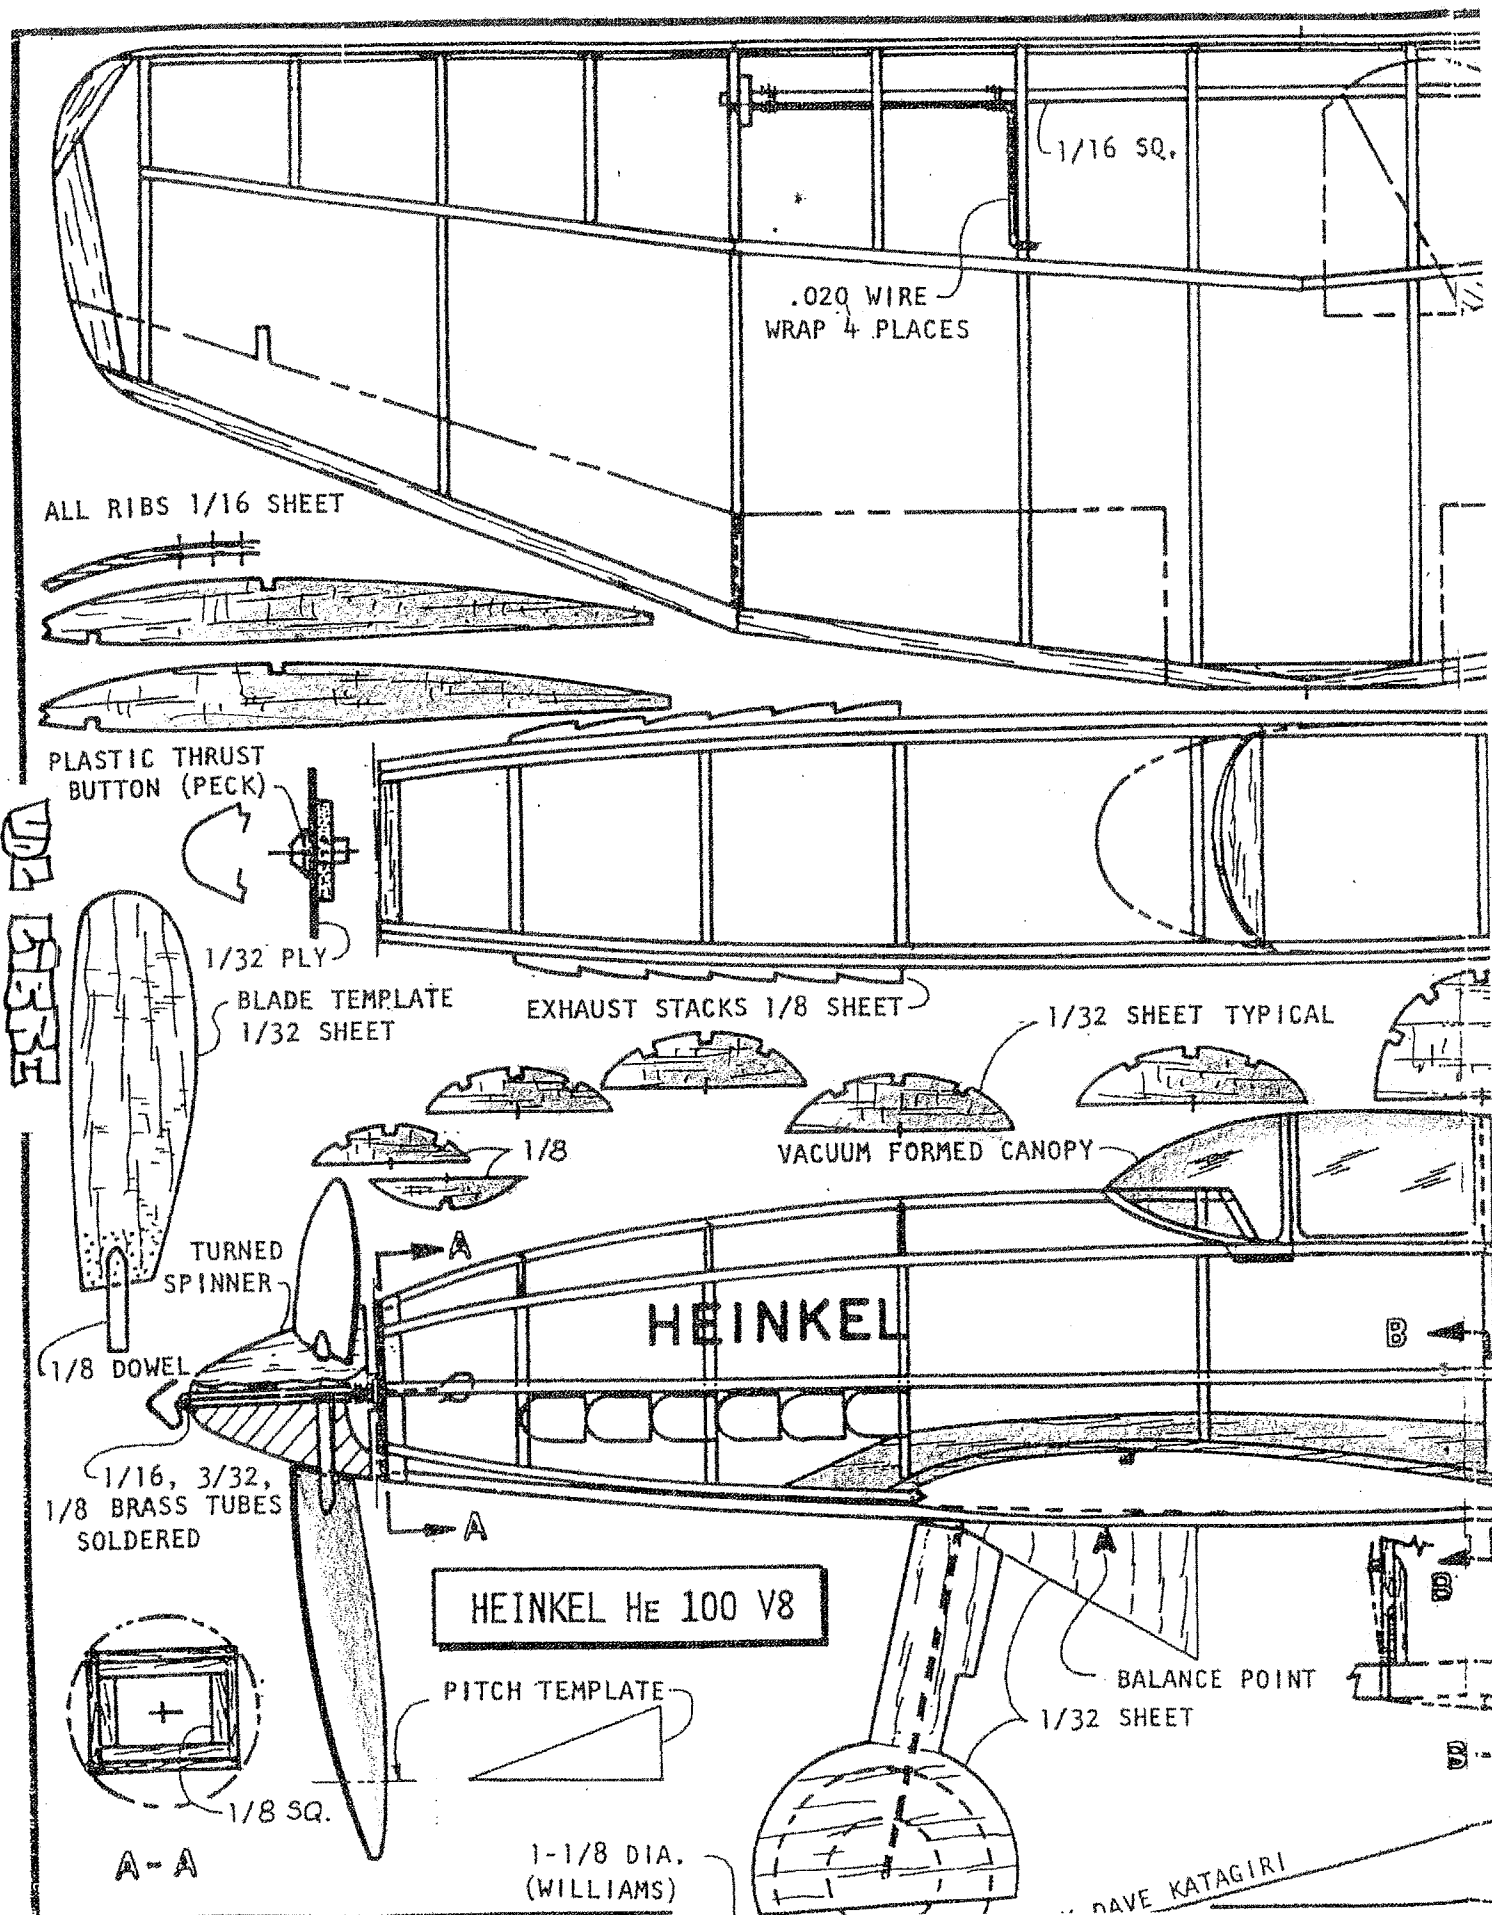 1/16 SQ.
.020 WIRE
WRAP 4 PLACES
ALL RIBS 1/16 SHEET
PLASTIC THRUST
BUTTON (PECK)
1/32 PLY
BLADE TEMPLATE
1/32 SHEET
EXHAUST STACKS 1/8 SHEET
1/32 SHEET TYPICAL
1/8
VACUUM FORMED CANOPY
TURNED
SPINNER
A
HEINKEL
B
1/8 DOWEL
1/16, 3/32,
1/8 BRASS TUBES
SOLDERED
A
A
B
HEINKEL HE 100 V8
BALANCE POINT
PITCH TEMPLATE
1/32 SHEET
B
1/8 SQ.
A-A
1-1/8 DIA.
(WILLIAMS)
DAVE KATAGIRI